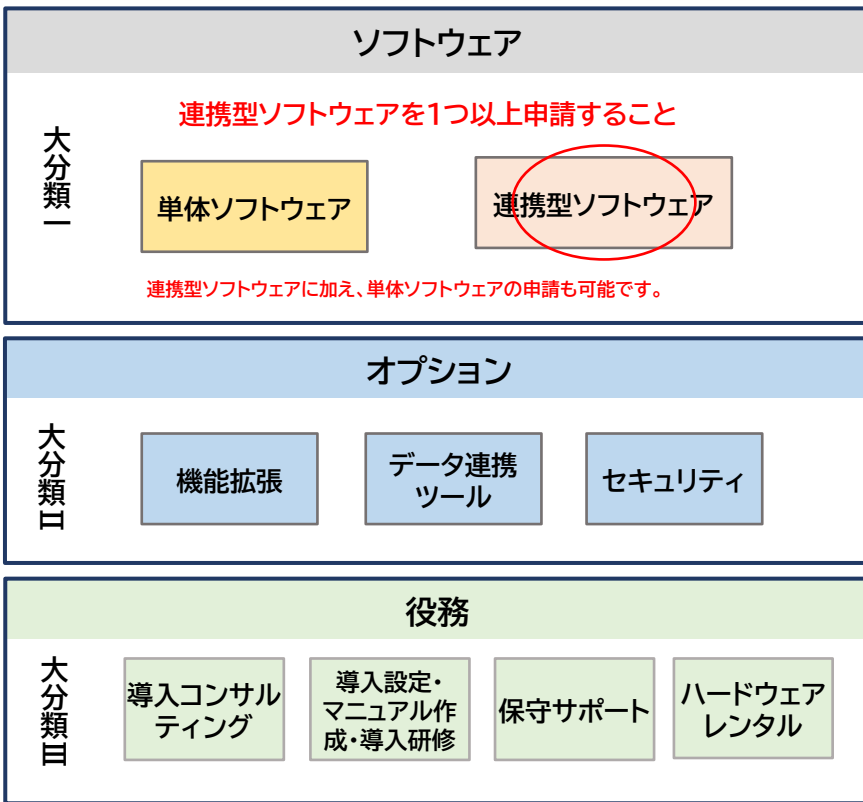 ソフトウェア
大分類Ⅰ
連携型ソフトウェアを1つ以上申請すること
単体ソフトウェア
連携型ソフトウェア
連携型ソフトウェアに加え、単体ソフトウェアの申請も可能です。
オプション
大分類Ⅱ
機能拡張
データ連携
ツール
セキュリティ
役務
大分類Ⅲ
導入コンサル
ティング
導入設定・
マニュアル作
成・導入研修
保守サポート
ハードウェア
レンタル